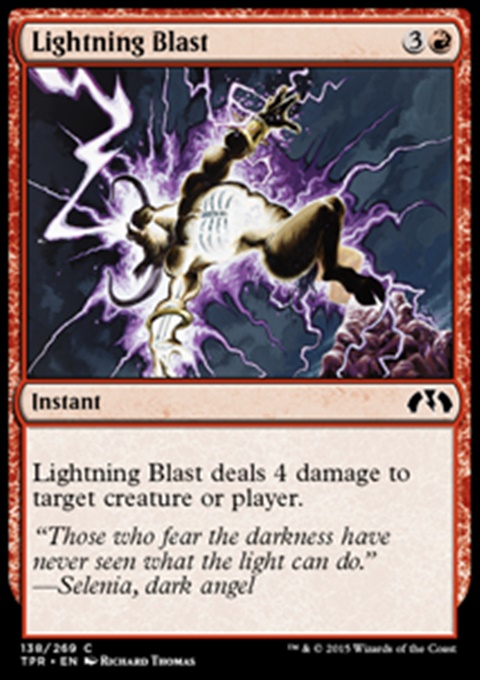 Lightning Blast 3
Instant
Lightning Blast deals 4 damage to
target creature or player.
“Those who fear the darkness have
never seen what the light can do.”
—Selenia, dark angel
138/269 C ™ & © 2015 Wizards of the Coast
TPR • EN Richard Thomas